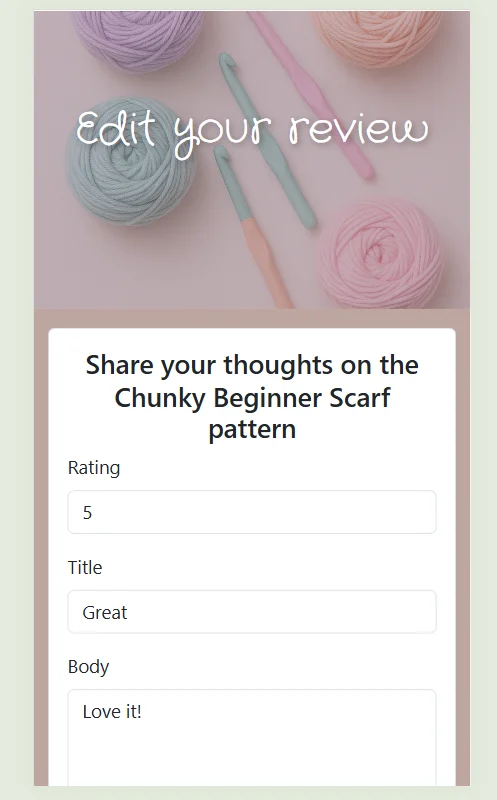 Edit your review
Share your thoughts on the
Chunky Beginner Scarf
pattern
Rating
5
Title
Great
Body
Love it!